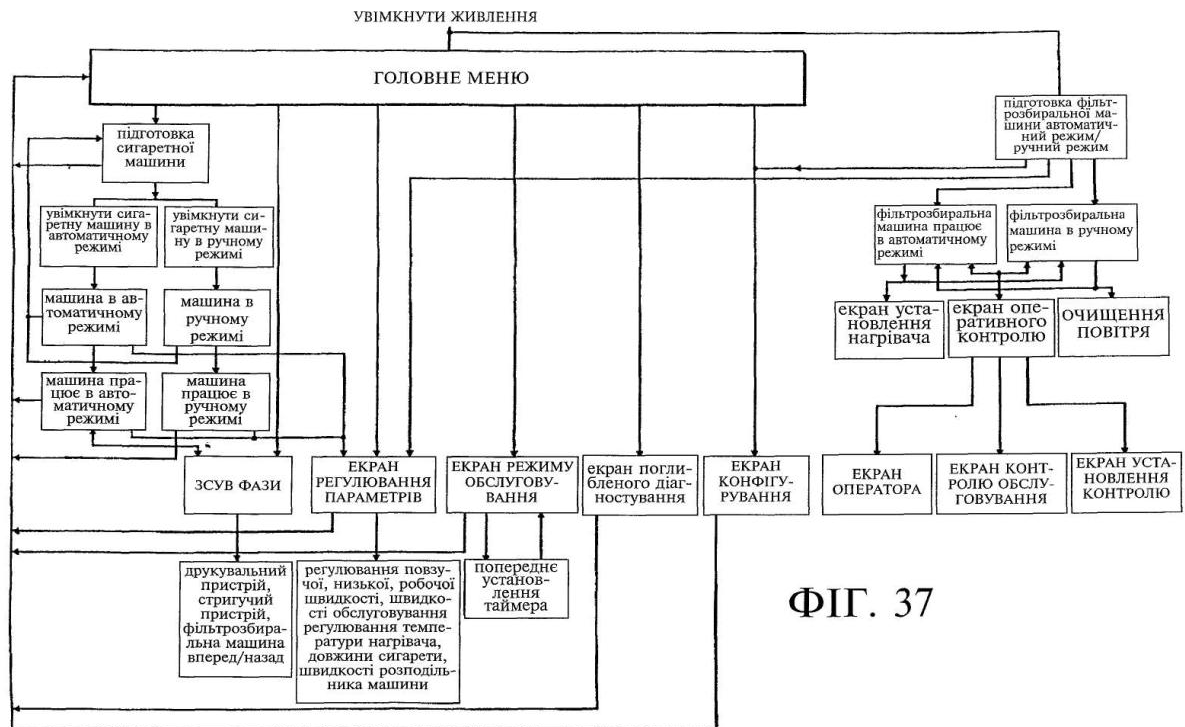 УВІМКНУТИ ЖИВЛЕННЯ
ГОЛОВНЕ МЕНЮ
підготовка
сигаретної
машини
підготовка фільт-
розбиральної ма-
шини автоматич-
ний режим/
ручний режим
увімкнути сига-
ретну машину в
автоматичному
режимі
увімкнути си-
гаретну маши-
ну в ручному
режимі
фільтрозбиральна
машина працює
в автоматичному
режимі
фільтрозбиральна
машина в ручному
режимі
машина в ав-
томатичному
режимі
машина в
ручному
режимі
екран уста-
новлення
нагрівача
екран опе-
ративного
контролю
ОЧИЩЕННЯ
ПОВІТРЯ
машина пра-
цює в авто-
матичному
режимі
машина
працює в
ручному
режимі
ЗСУВ ФАЗИ
ЕКРАН
РЕГУЛЮВАННЯ
ПАРАМЕТРІВ
ЕКРАН РЕЖИМУ
ОБСЛУГОВУ-
ВАННЯ
екран погли-
бленого діаг-
ностування
ЕКРАН
КОНФІГУ-
РУВАННЯ
ЕКРАН
ОПЕРАТОРА
ЕКРАН КОНТ-
РОЛЮ ОБСЛУ-
ГОВУВАННЯ
ЕКРАН УСТА-
НОВЛЕННЯ
КОНТРОЛЮ
друкувальний
пристрій,
стригучий
пристрій,
фільтрозбира-
льна машина
вперед/назад
регулювання повзу-
чої, низької, робочої
швидкості, швидко-
сті обслуговування
регулювання темпе-
ратури нагрівача,
довжини сигарети,
швидкості розподіль-
ника машини
попереднє
установ-
лення
таймера
ФІГ. 37